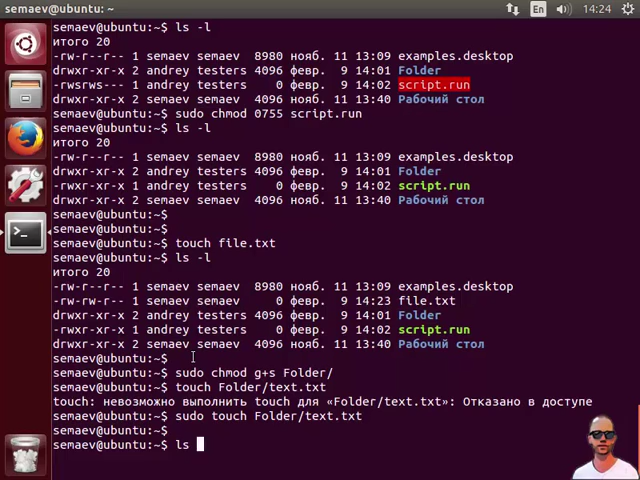 semaev@ubuntu: ~
En
14:24
semaev@ubuntu:~$ ls -l
итого 20
-rw-r--r-- 1 semaev semaev  8980 нояб. 11 13:09 examples.desktop
drwxr-xr-x 2 andrey testers 4096 февр.  9 14:01 Folder
-rwsrws--- 1 andrey testers    0 февр.  9 14:02 script.run
drwxr-xr-x 2 semaev semaev  4096 нояб. 11 13:40 Рабочий стол
semaev@ubuntu:~$ sudo chmod 0755 script.run
semaev@ubuntu:~$ ls -l
итого 20
-rw-r--r-- 1 semaev semaev  8980 нояб. 11 13:09 examples.desktop
drwxr-xr-x 2 andrey testers 4096 февр.  9 14:01 Folder
-rwxr-xr-x 1 andrey testers    0 февр.  9 14:02 script.run
drwxr-xr-x 2 semaev semaev  4096 нояб. 11 13:40 Рабочий стол
semaev@ubuntu:~$
semaev@ubuntu:~$
semaev@ubuntu:~$ touch file.txt
semaev@ubuntu:~$ ls -l
итого 20
-rw-r--r-- 1 semaev semaev  8980 нояб. 11 13:09 examples.desktop
-rw-rw-r-- 1 semaev semaev     0 февр.  9 14:23 file.txt
drwxr-xr-x 2 andrey testers 4096 февр.  9 14:01 Folder
-rwxr-xr-x 1 andrey testers    0 февр.  9 14:02 script.run
drwxr-xr-x 2 semaev semaev  4096 нояб. 11 13:40 Рабочий стол
semaev@ubuntu:~$
semaev@ubuntu:~$ sudo chmod g+s Folder/
semaev@ubuntu:~$ touch Folder/text.txt
touch: невозможно выполнить touch для «Folder/text.txt»: Отказано в доступе
semaev@ubuntu:~$ sudo touch Folder/text.txt
semaev@ubuntu:~$
semaev@ubuntu:~$ ls